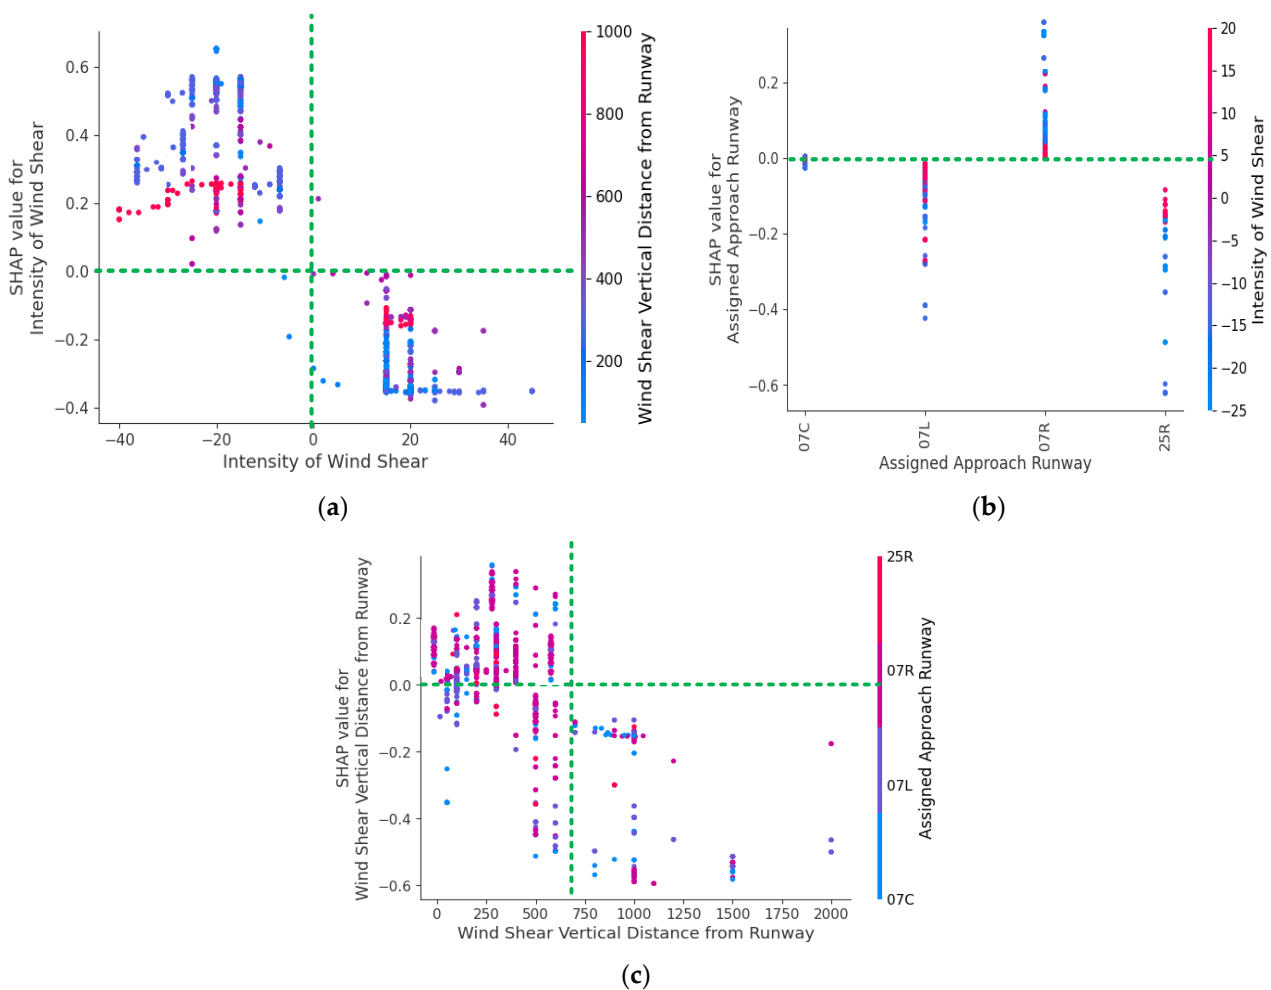 0.6
0.4
0.2
0.0
−0.2
−0.4
SHAP value for
Intensity of Wind Shear
−40
−20
0
20
40
Intensity of Wind Shear
1000
800
600
400
200
Wind Shear Vertical Distance from Runway
(a)
0.2
0.0
−0.2
−0.4
−0.6
SHAP value for
Assigned Approach Runway
07C
07L
07R
25R
Assigned Approach Runway
20
15
10
5
0
−5
−10
−15
−20
−25
Intensity of Wind Shear
(b)
0.2
0.0
−0.2
−0.4
−0.6
SHAP value for
Wind Shear Vertical Distance from Runway
0
250
500
750
1000
1250
1500
1750
2000
Wind Shear Vertical Distance from Runway
25R
07R
07L
07C
Assigned Approach Runway
(c)